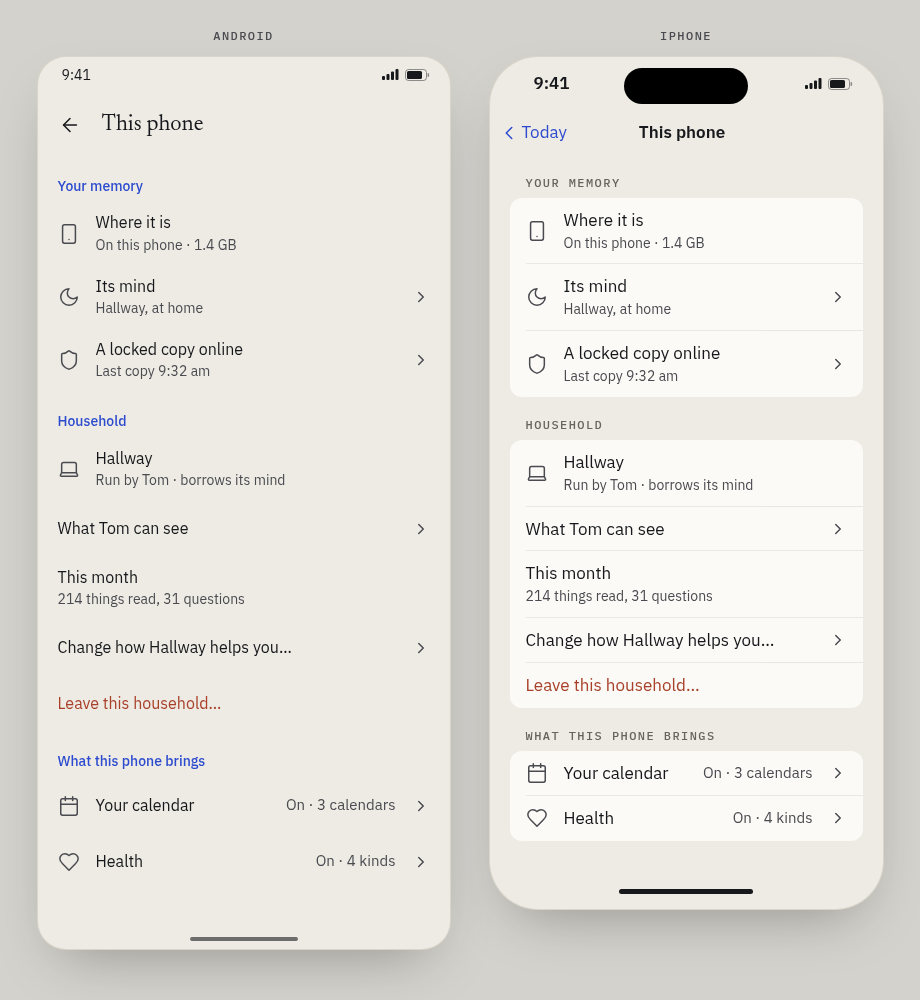 ANDROID
9:41
This phone
Your memory
Where it is
On this phone · 1.4 GB
Its mind
Hallway, at home
A locked copy online
Last copy 9:32 am
Household
Hallway
Run by Tom · borrows its mind
What Tom can see
This month
214 things read, 31 questions
Change how Hallway helps you…
Leave this household…
What this phone brings
Your calendar
On · 3 calendars
Health
On · 4 kinds
IPHONE
9:41
Today
This phone
YOUR MEMORY
Where it is
On this phone · 1.4 GB
Its mind
Hallway, at home
A locked copy online
Last copy 9:32 am
HOUSEHOLD
Hallway
Run by Tom · borrows its mind
What Tom can see
This month
214 things read, 31 questions
Change how Hallway helps you…
Leave this household…
WHAT THIS PHONE BRINGS
Your calendar
On · 3 calendars
Health
On · 4 kinds